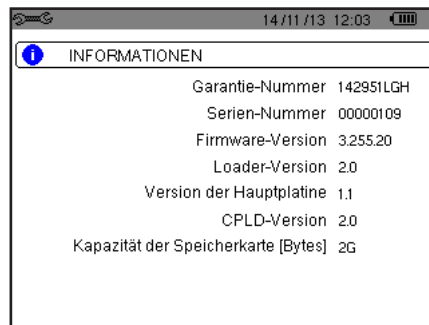 14/11/13 12:03
INFORMATIONEN
Garantie-Nummer 142951LGH
Serien-Nummer 00000109
Firmware-Version 3.255.20
Loader-Version 2.0
Version der Hauptplatine 1.1
CPLD-Version 2.0
Kapazität der Speicherkarte [Bytes] 2G